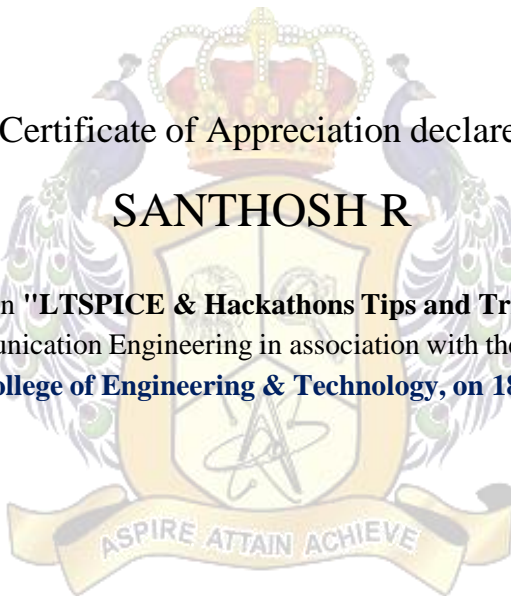 Certificate of Appreciation declare
SANTHOSH R
n "LTSPICE & Hackathons Tips and Tr
unication Engineering in association with the
ollege of Engineering & Technology, on 18
ASPIRE ATTAIN ACHIEVE